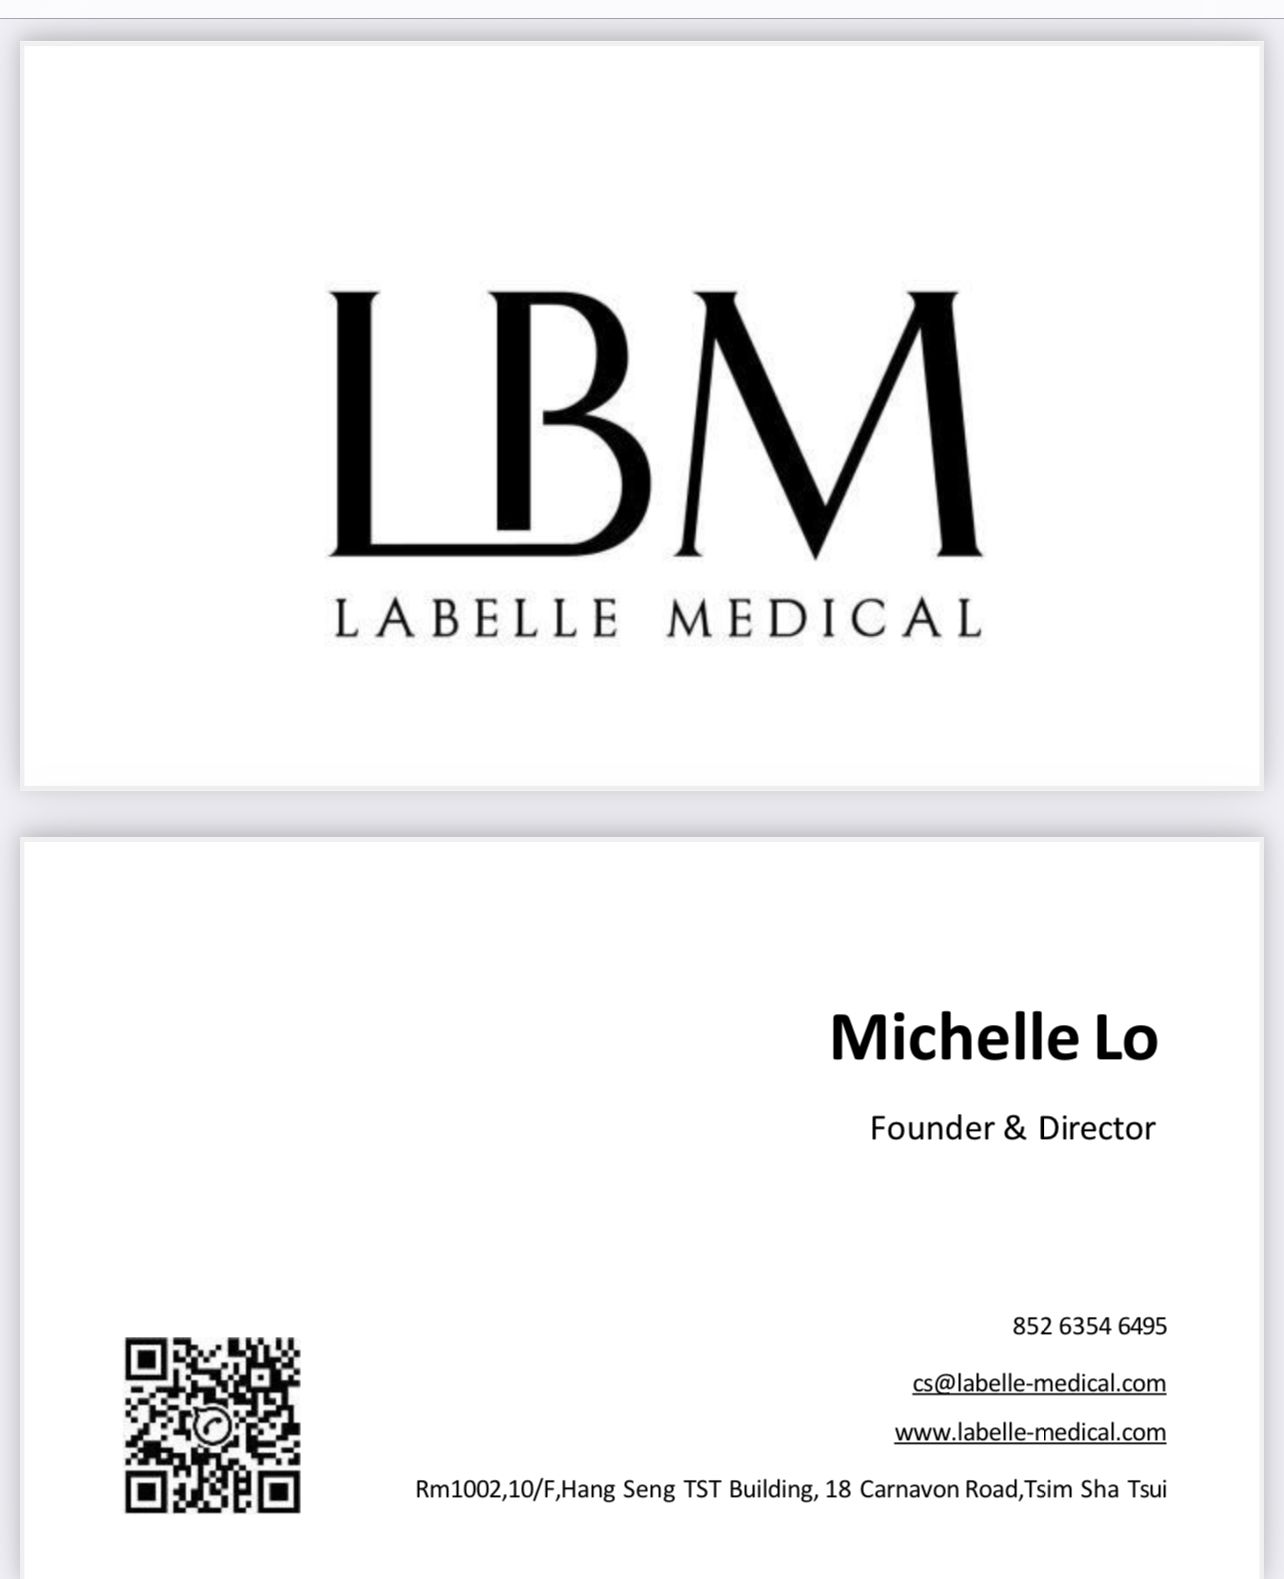 LBM
LABELLE MEDICAL
Michelle Lo
Founder & Director
852 6354 6495
cs@labelle-medical.com
www.labelle-medical.com
Rm1002,10/F,Hang Seng TST Building, 18 Carnavon Road,Tsim Sha Tsui